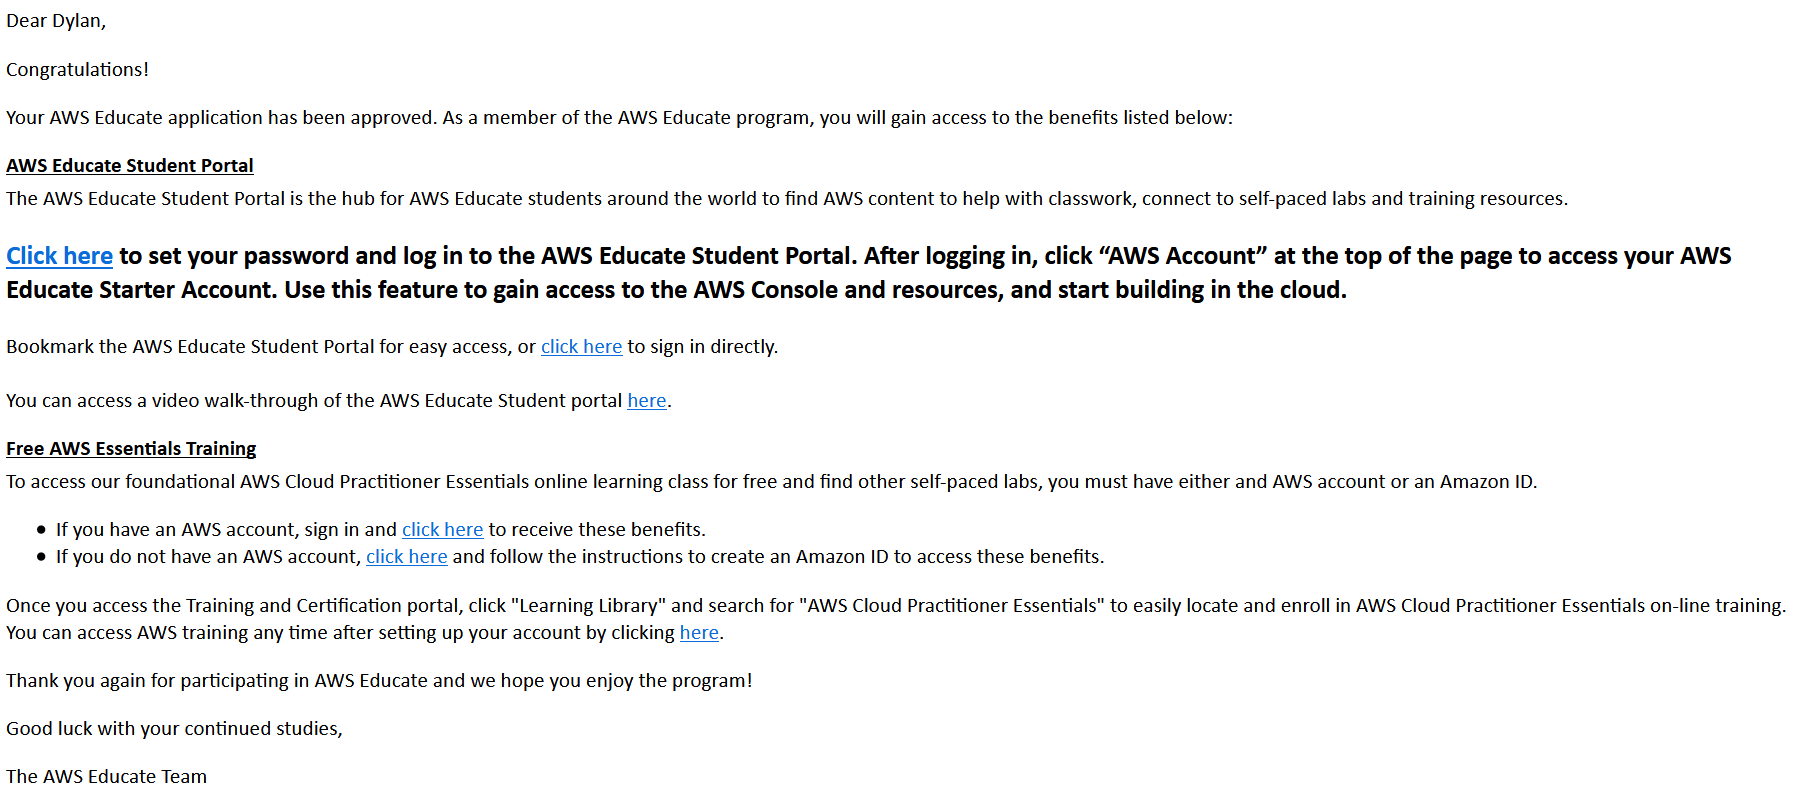 Dear Dylan,
Congratulations!
Your AWS Educate application has been approved. As a member of the AWS Educate program, you will gain access to the benefits listed below:
AWS Educate Student Portal
The AWS Educate Student Portal is the hub for AWS Educate students around the world to find AWS content to help with classwork, connect to self-paced labs and training resources.
Click here to set your password and log in to the AWS Educate Student Portal. After logging in, click “AWS Account” at the top of the page to access your AWS
Educate Starter Account. Use this feature to gain access to the AWS Console and resources, and start building in the cloud.
Bookmark the AWS Educate Student Portal for easy access, or click here to sign in directly.
You can access a video walk-through of the AWS Educate Student portal here.
Free AWS Essentials Training
To access our foundational AWS Cloud Practitioner Essentials online learning class for free and find other self-paced labs, you must have either and AWS account or an Amazon ID.
● If you have an AWS account, sign in and click here to receive these benefits.
● If you do not have an AWS account, click here and follow the instructions to create an Amazon ID to access these benefits.
Once you access the Training and Certification portal, click "Learning Library" and search for "AWS Cloud Practitioner Essentials" to easily locate and enroll in AWS Cloud Practitioner Essentials on-line training.
You can access AWS training any time after setting up your account by clicking here.
Thank you again for participating in AWS Educate and we hope you enjoy the program!
Good luck with your continued studies,
The AWS Educate Team